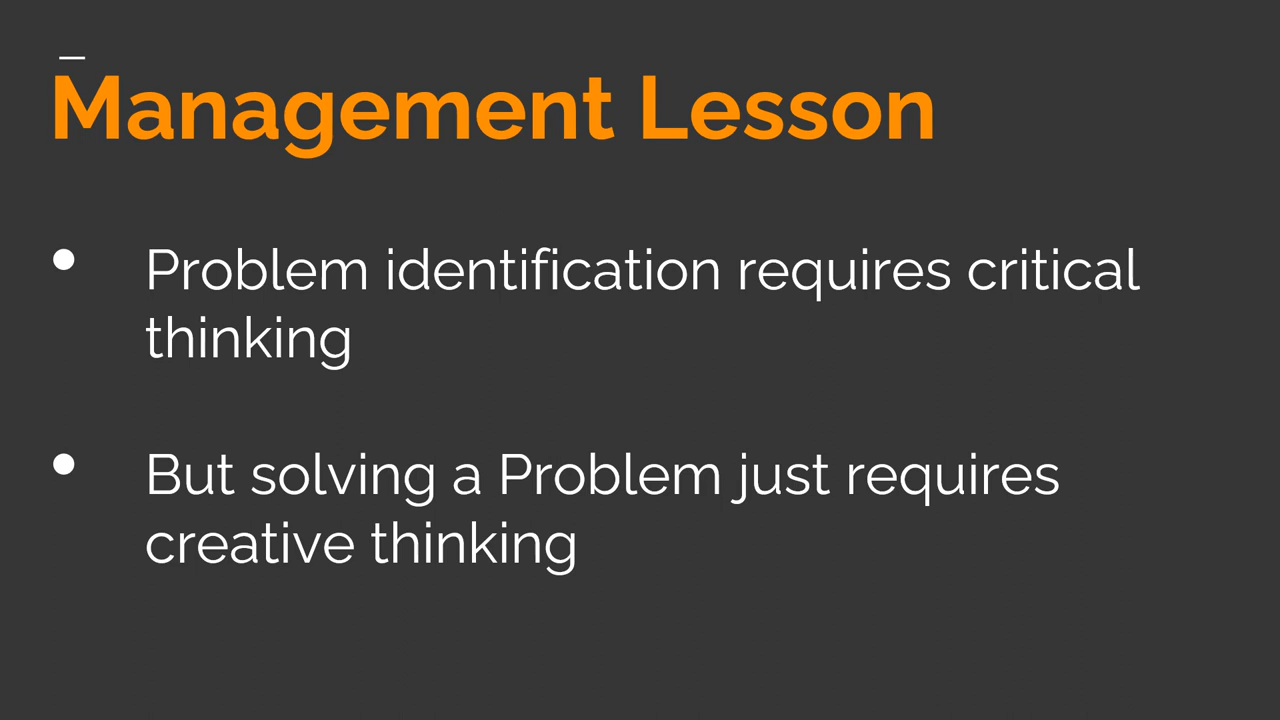 Management Lesson
• Problem identification requires critical
thinking
• But solving a Problem just requires
creative thinking